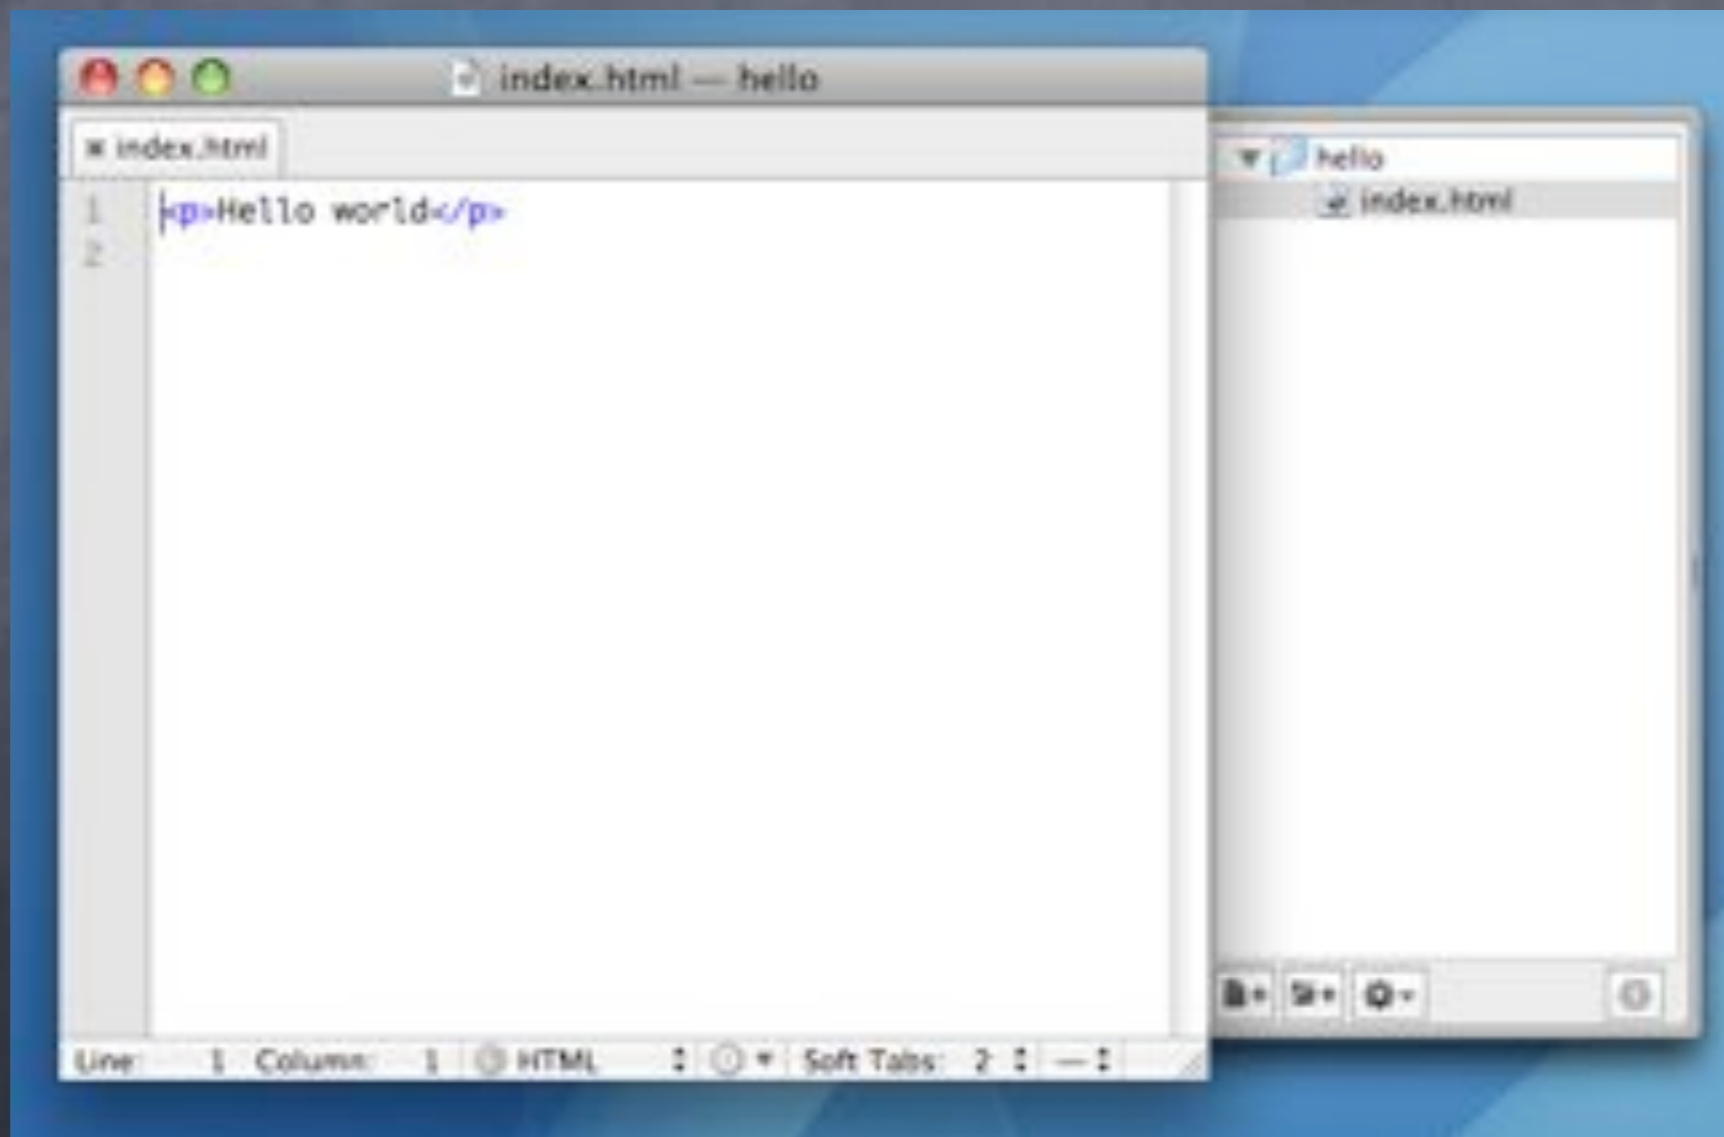 index.html — hello
index.html
1 <p>Hello world</p>
2
hello
index.html
Line: 1 Column: 1 HTML Soft Tabs: 2 —